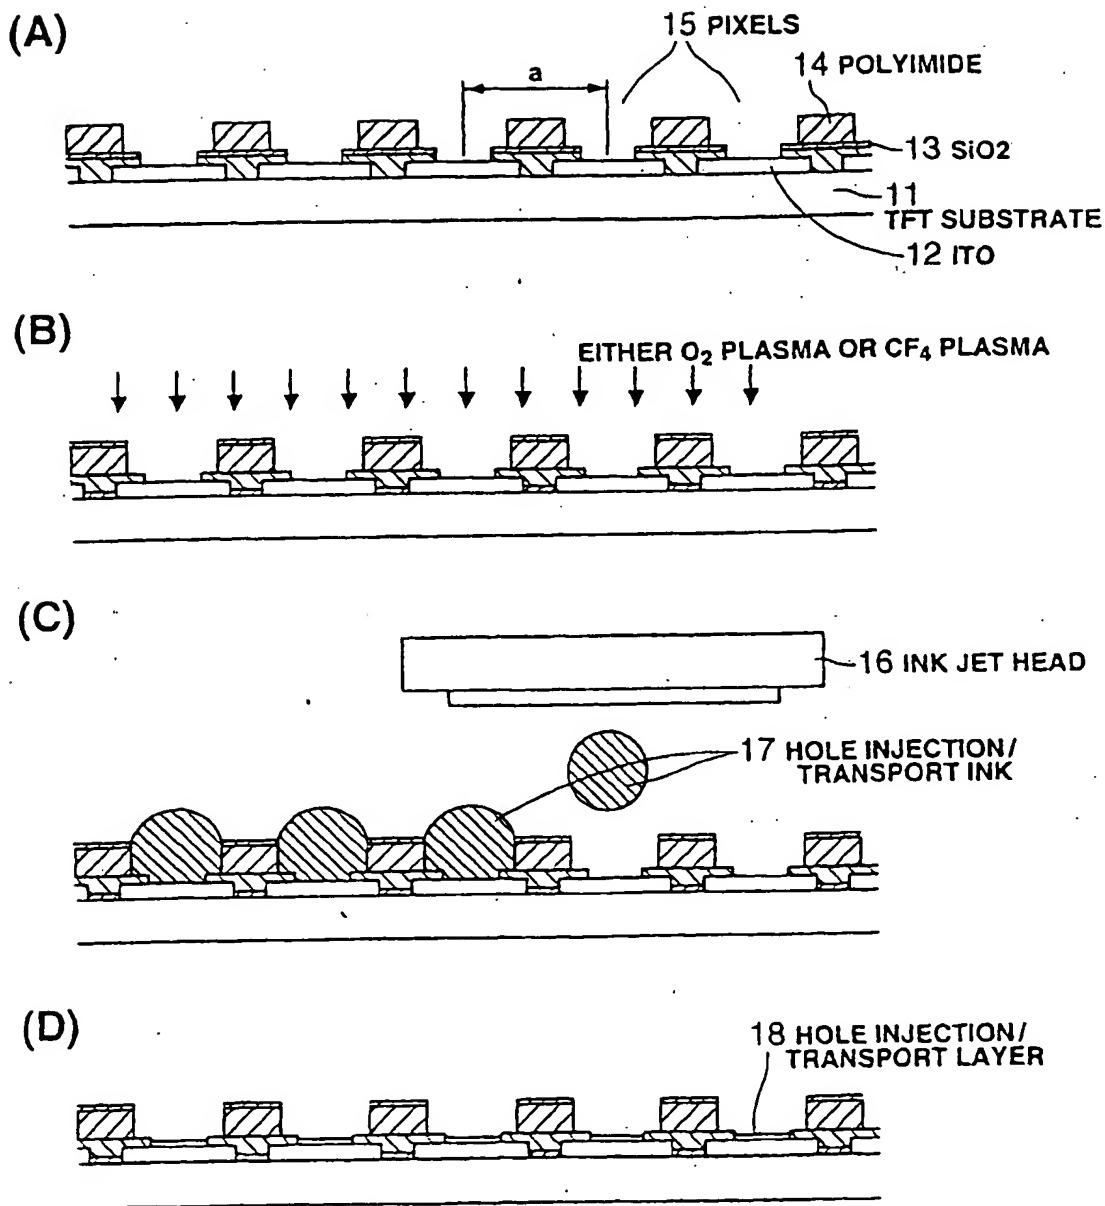 (A)
15 PIXELS
a
14 POLYIMIDE
13 SiO2
11
TFT SUBSTRATE
12 ITO
(B)
EITHER O₂ PLASMA OR CF₄ PLASMA
(C)
16 INK JET HEAD
17 HOLE INJECTION/
TRANSPORT INK
(D)
18 HOLE INJECTION/
TRANSPORT LAYER